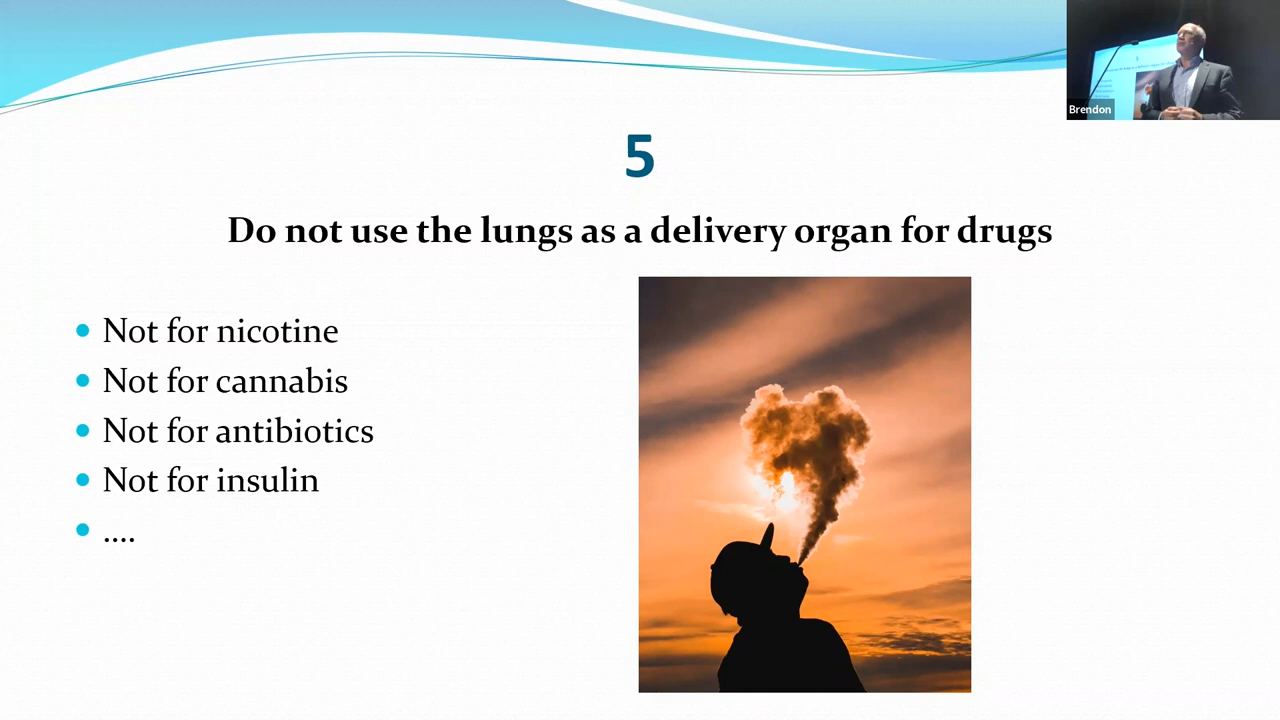 Brendon
5
Do not use the lungs as a delivery organ for drugs
Not for nicotine
Not for cannabis
Not for antibiotics
Not for insulin
....